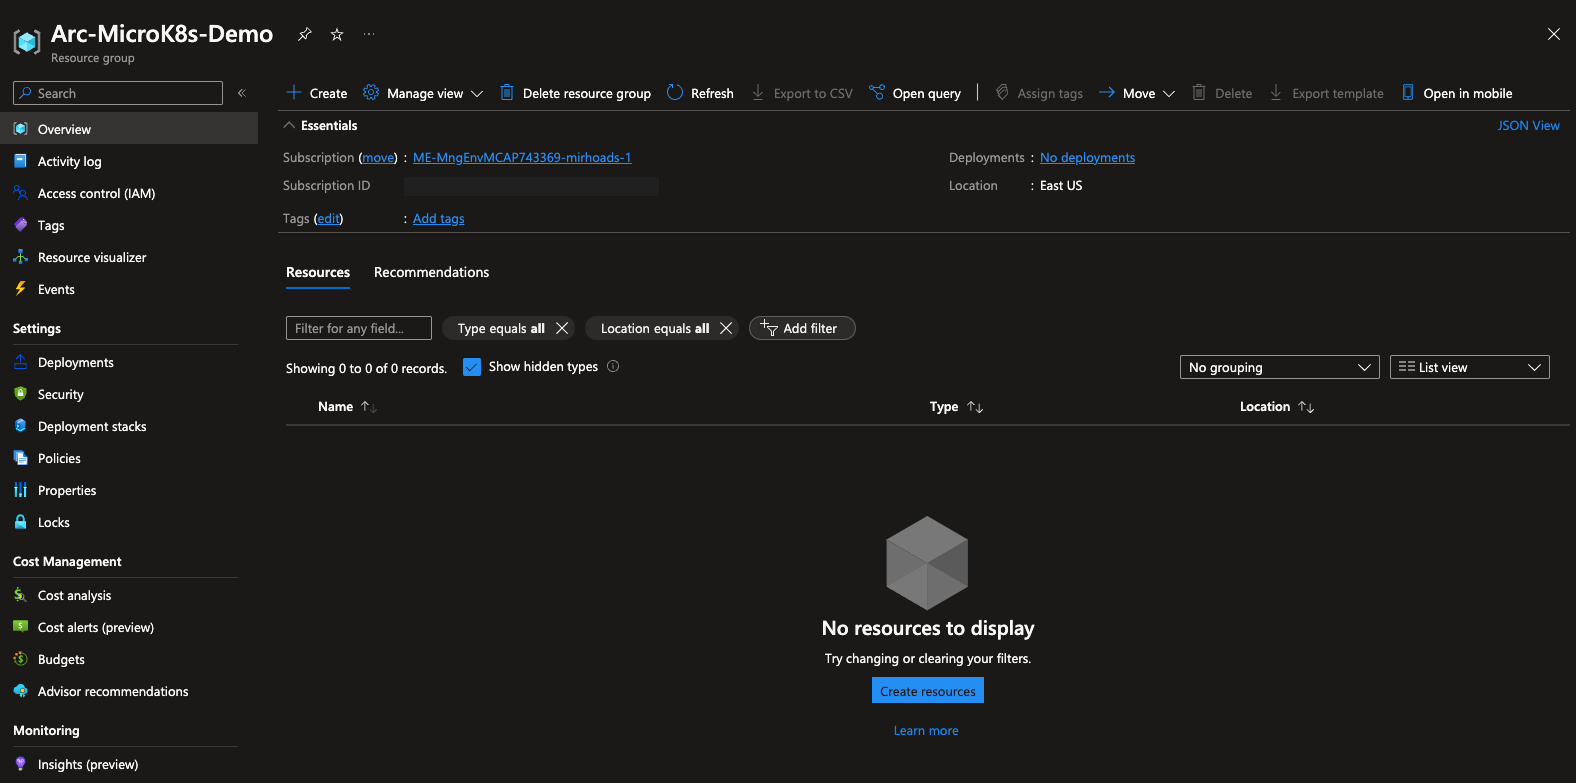 Arc-MicroK8s-Demo
Resource group
Search
Overview
Activity log
Access control (IAM)
Tags
Resource visualizer
Events
Settings
Deployments
Security
Deployment stacks
Policies
Properties
Locks
Cost Management
Cost analysis
Cost alerts (preview)
Budgets
Advisor recommendations
Monitoring
Insights (preview)
Create Manage view Delete resource group Refresh Export to CSV Open query Assign tags Move Delete Export template Open in mobile
Essentials JSON View
Subscription (move) : ME-MngEnvMCAP743369-mirhoads-1 Deployments : No deployments
Subscription ID Location : East US
Tags (edit) : Add tags
Resources Recommendations
Filter for any field... Type equals all Location equals all Add filter
Showing 0 to 0 of 0 records. Show hidden types No grouping List view
Name Type Location
No resources to display
Try changing or clearing your filters.
Create resources
Learn more